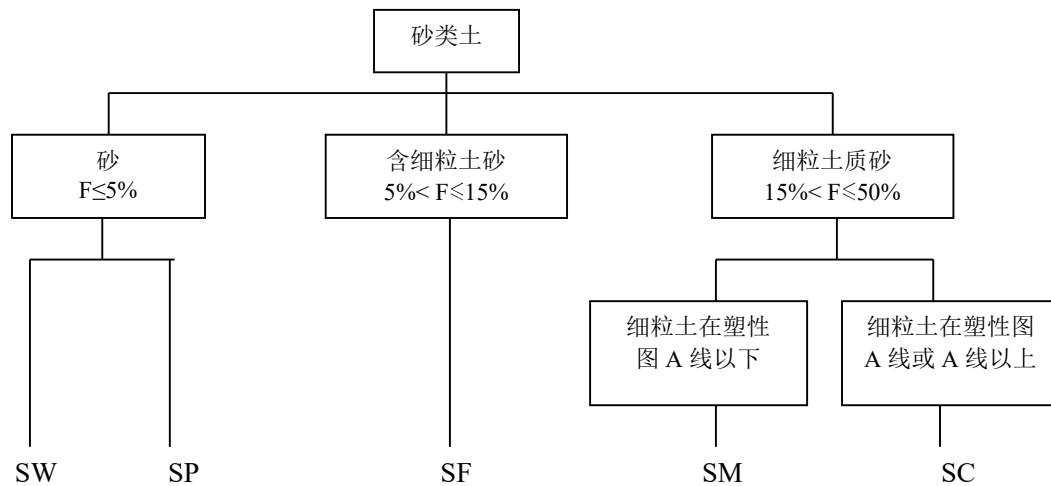 砂类土
砂
F≤5%
含细粒土砂
5%< F≤15%
细粒土质砂
15%< F≤50%
细粒土在塑性
图 A 线以下
细粒土在塑性图
A 线或 A 线以上
SW
SP
SF
SM
SC